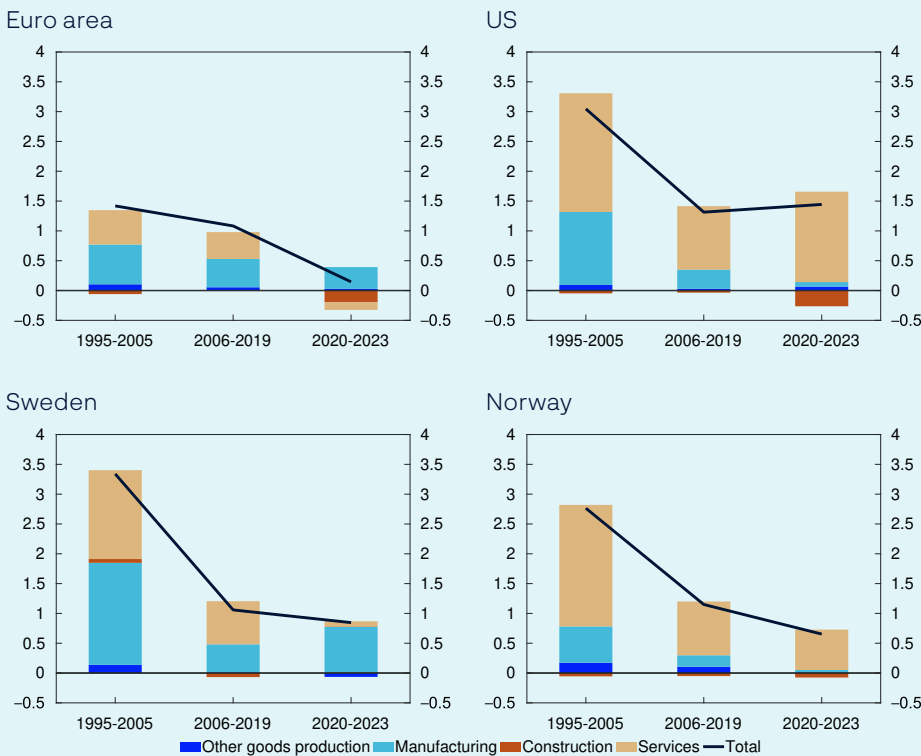 Euro area
US
4 4 4 4
3.5 3.5 3.5 3.5
3 3 3 3
2.5 2.5 2.5 2.5
2 2 2 2
1.5 1.5 1.5 1.5
1 1 1 1
0.5 0.5 0.5 0.5
0 0 0 0
−0.5 −0.5 −0.5 −0.5
1995-2005 2006-2019 2020-2023 1995-2005 2006-2019 2020-2023
Sweden
Norway
4 4 4 4
3.5 3.5 3.5 3.5
3 3 3 3
2.5 2.5 2.5 2.5
2 2 2 2
1.5 1.5 1.5 1.5
1 1 1 1
0.5 0.5 0.5 0.5
0 0 0 0
−0.5 −0.5 −0.5 −0.5
1995-2005 2006-2019 2020-2023 1995-2005 2006-2019 2020-2023
Other goods production Manufacturing Construction Services Total